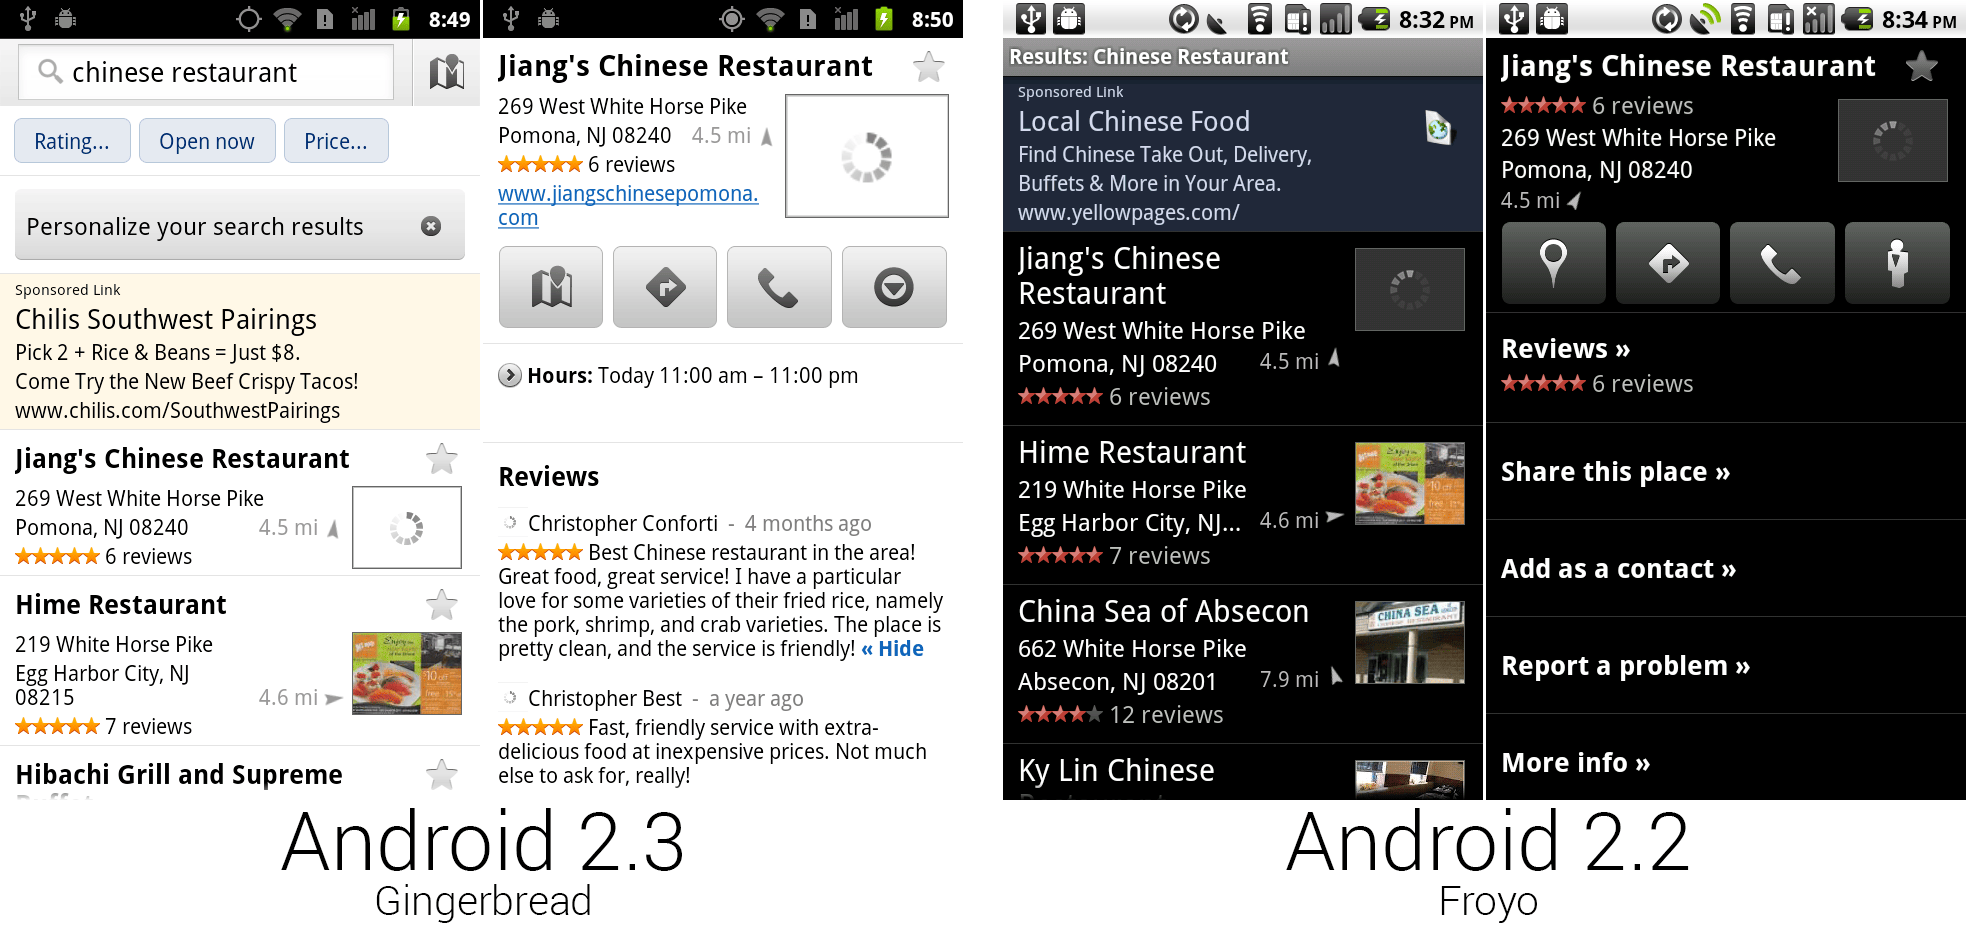 8:49
chinese restaurant
Rating...
Open now
Price...
Personalize your search results
Sponsored Link
Chilis Southwest Pairings
Pick 2 + Rice & Beans = Just $8.
Come Try the New Beef Crispy Tacos!
www.chilis.com/SouthwestPairings
Jiang's Chinese Restaurant
269 West White Horse Pike
Pomona, NJ 08240 4.5 mi
6 reviews
Hime Restaurant
219 White Horse Pike
Egg Harbor City, NJ
08215 4.6 mi
7 reviews
Hibachi Grill and Supreme
8:50
Jiang's Chinese Restaurant
269 West White Horse Pike
Pomona, NJ 08240 4.5 mi
6 reviews
www.jiangschinesepomona.
com
Hours: Today 11:00 am – 11:00 pm
Reviews
Christopher Conforti - 4 months ago
Best Chinese restaurant in the area!
Great food, great service! I have a particular
love for some varieties of their fried rice, namely
the pork, shrimp, and crab varieties. The place is
pretty clean, and the service is friendly! « Hide
Christopher Best - a year ago
Fast, friendly service with extra-
delicious food at inexpensive prices. Not much
else to ask for, really!
Android 2.3
Gingerbread
8:32 PM
Results: Chinese Restaurant
Sponsored Link
Local Chinese Food
Find Chinese Take Out, Delivery,
Buffets & More in Your Area.
www.yellowpages.com/
Jiang's Chinese
Restaurant
269 West White Horse Pike
Pomona, NJ 08240 4.5 mi
6 reviews
Hime Restaurant
219 White Horse Pike
Egg Harbor City, NJ... 4.6 mi
7 reviews
China Sea of Absecon
662 White Horse Pike
Absecon, NJ 08201 7.9 mi
12 reviews
CHINA SEA
Ky Lin Chinese
8:34 PM
Jiang's Chinese Restaurant
6 reviews
269 West White Horse Pike
Pomona, NJ 08240
4.5 mi
Reviews »
6 reviews
Share this place »
Add as a contact »
Report a problem »
More info »
Android 2.2
Froyo